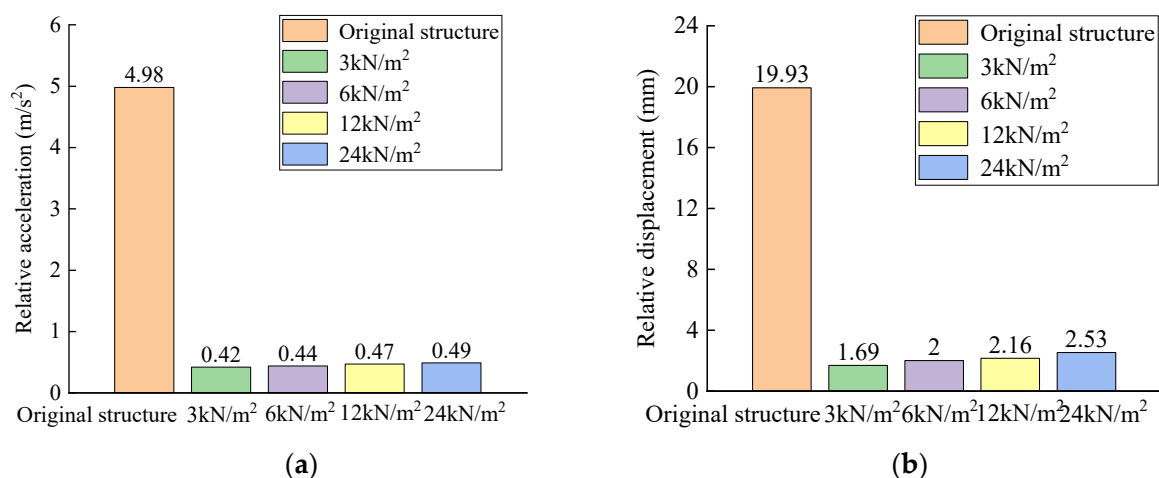 Relative acceleration (m/s²)
6
5
4
3
2
1
0
Original structure
3kN/m²
6kN/m²
12kN/m²
24kN/m²
4.98
0.42
0.44
0.47
0.49
Original structure 3kN/m² 6kN/m² 12kN/m² 24kN/m²
(a)
Relative displacement (mm)
24
20
16
12
8
4
0
Original structure
3kN/m²
6kN/m²
12kN/m²
24kN/m²
19.93
1.69
2
2.16
2.53
Original structure 3kN/m² 6kN/m² 12kN/m² 24kN/m²
(b)